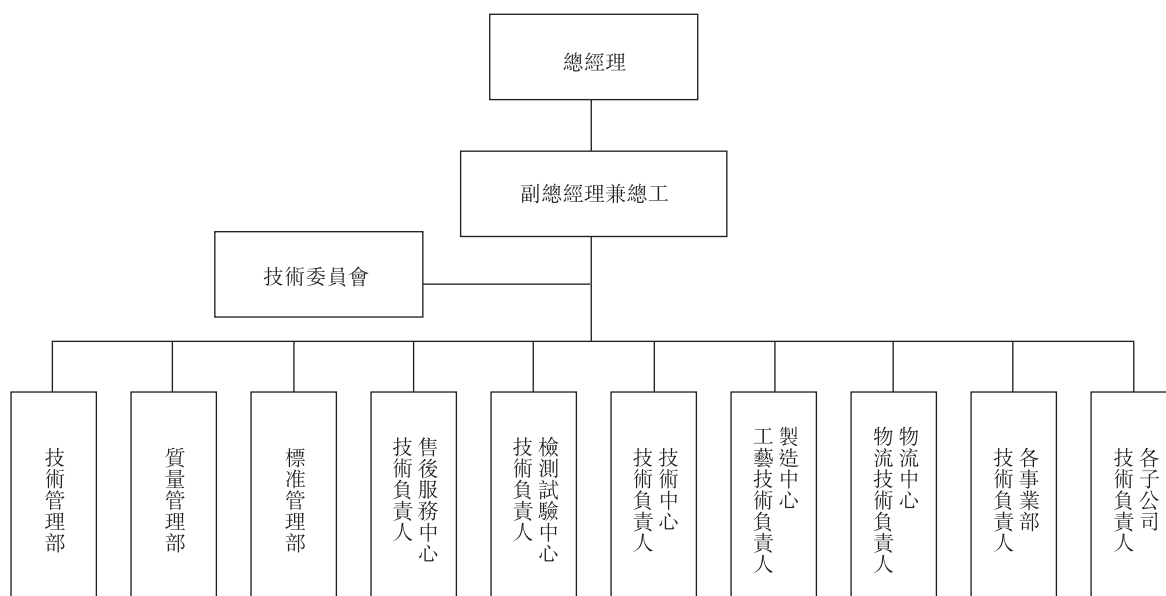 總經理
副總經理兼總工
技術委員會
技術管理部
質量管理部
標准管理部
售後服務中心
技術負責人
檢測試驗中心
技術負責人
技術中心
技術負責人
製造中心
工藝技術負責人
物流中心
物流技術負責人
各事業部
技術負責人
各子公司
技術負責人